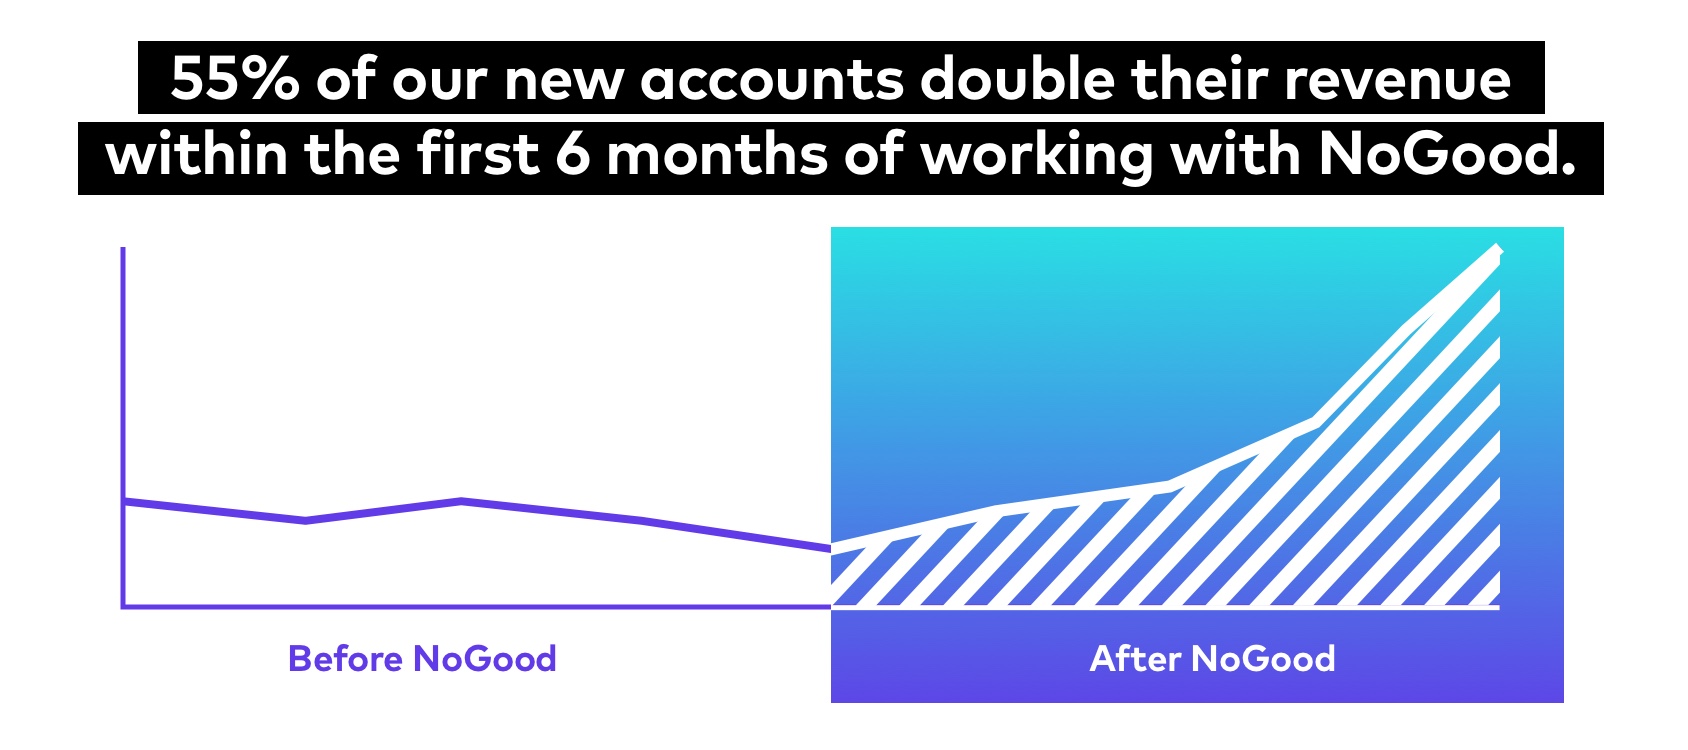 55% of our new accounts double their revenue
within the first 6 months of working with NoGood.
Before NoGood
After NoGood